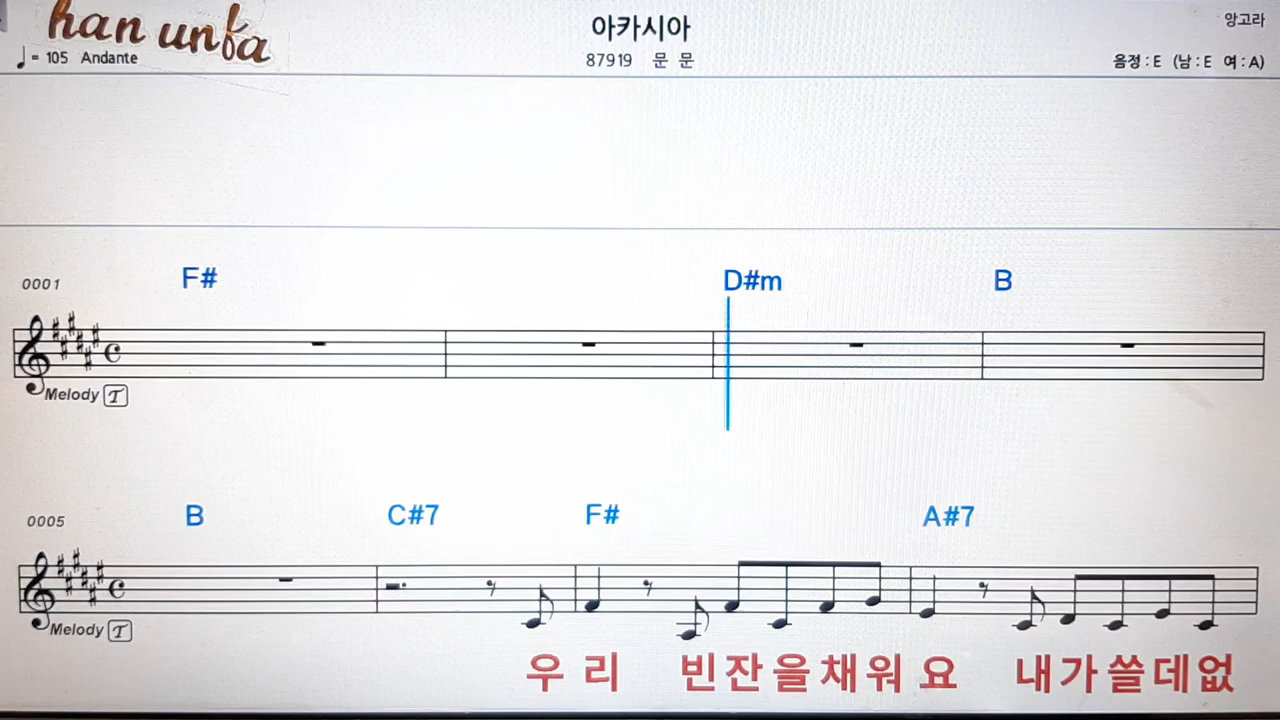 han unfa
아카시아
앙고라
♩= 105 Andante
87919 문 문
음정 : E (남 : E 여 : A)
0001
F# D#m B
Melody T
0005
B C#7 F# A#7
Melody T
우 리 빈잔을채워 요 내가쓸데없